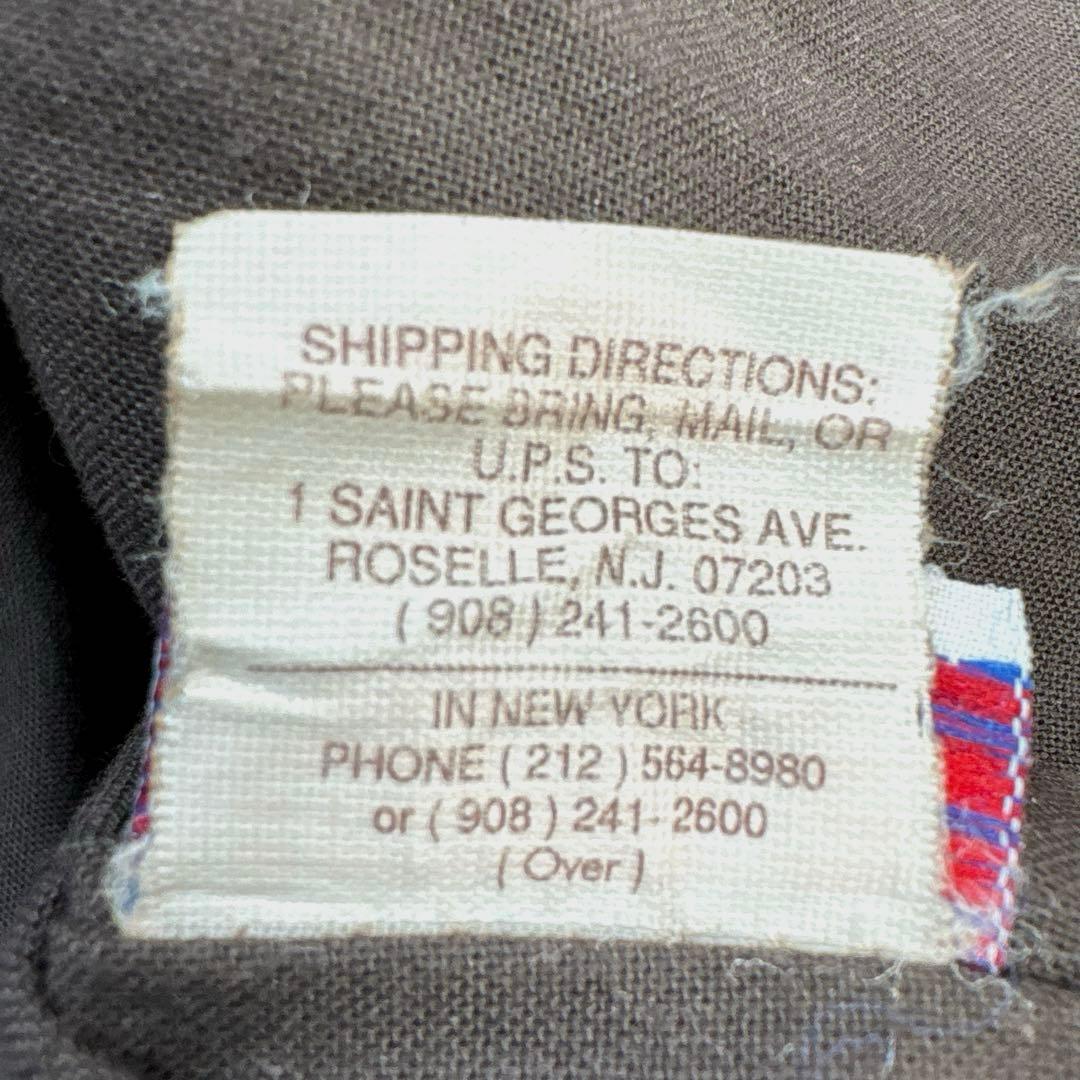 SHIPPING DIRECTIONS:
PLEASE BRING, MAIL, OR
U.P.S. TO:
1 SAINT GEORGES AVE.
ROSELLE, N.J. 07203
( 908 ) 241-2600
IN NEW YORK
PHONE ( 212 ) 564-8980
or ( 908 ) 241-2600
( Over )